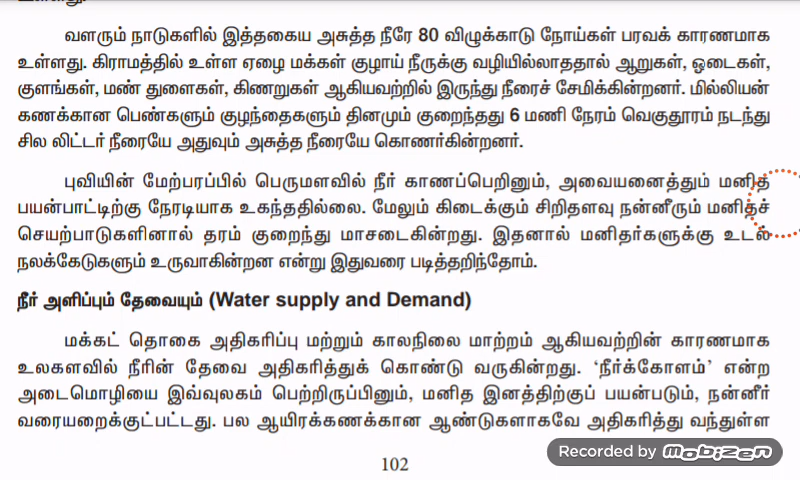 வளரும் நாடுகளில் இத்தகைய அசுத்த நீரே 80 விழுக்காடு நோய்கள் பரவக் காரணமாக
உள்ளது. கிராமத்தில் உள்ள ஏழை மக்கள் குழாய் நீருக்கு வழியில்லாததால் ஆறுகள், ஓடைகள்,
குளங்கள், மண் துளைகள், கிணறுகள் ஆகியவற்றில் இருந்து நீரைச் சேமிக்கின்றனர். மில்லியன்
கணக்கான பெண்களும் குழந்தைகளும் தினமும் குறைந்தது 6 மணி நேரம் வெகுதூரம் நடந்து
சில லிட்டர் நீரையே அதுவும் அசுத்த நீரையே கொணர்கின்றனர்.
புவியின் மேற்பரப்பில் பெருமளவில் நீர் காணப்பெறினும், அவையனைத்தும் மனித
பயன்பாட்டிற்கு நேரடியாக உகந்ததில்லை. மேலும் கிடைக்கும் சிறிதளவு நன்னீரும் மனிதச்
செயற்பாடுகளினால் தரம் குறைந்து மாசடைகின்றது. இதனால் மனிதர்களுக்கு உடல்
நலக்கேடுகளும் உருவாகின்றன என்று இதுவரை படித்தறிந்தோம்.
நீர் அளிப்பும் தேவையும் (Water supply and Demand)
மக்கட் தொகை அதிகரிப்பு மற்றும் காலநிலை மாற்றம் ஆகியவற்றின் காரணமாக
உலகளவில் நீரின் தேவை அதிகரித்துக் கொண்டு வருகின்றது. ‘நீர்க்கோளம்’ என்ற
அடைமொழியை இவ்வுலகம் பெற்றிருப்பினும், மனித இனத்திற்குப் பயன்படும், நன்னீர்
வரையறைக்குட்பட்டது. பல ஆயிரக்கணக்கான ஆண்டுகளாகவே அதிகரித்து வந்துள்ள
Recorded by mobizen
102